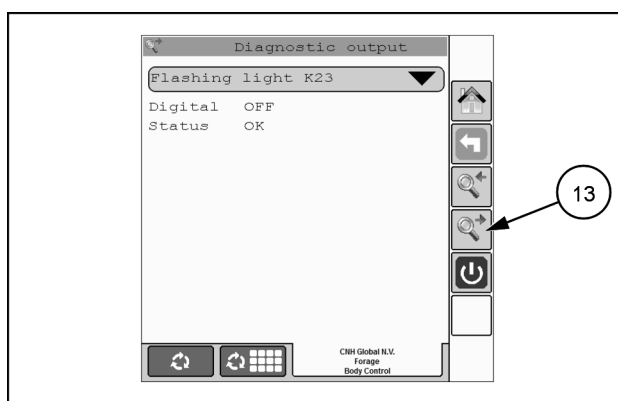 Diagnostic output
Flashing light K23
Digital OFF
Status OK
13
CNH Global N.V.
Forage
Body Control